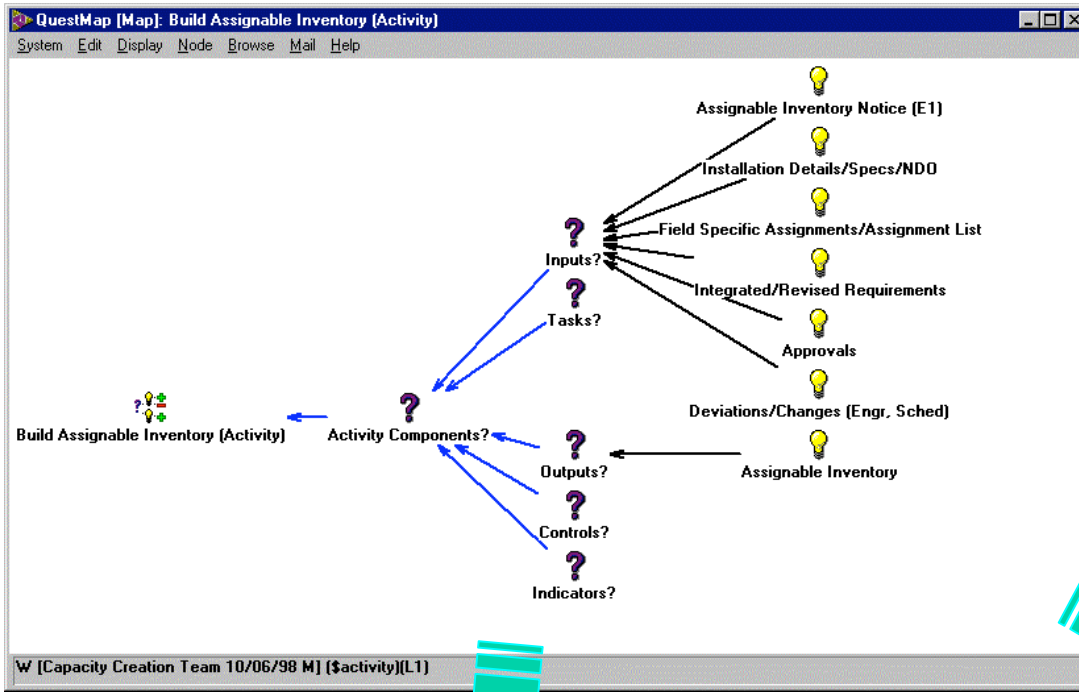 QuestMap [Map]: Build Assignable Inventory (Activity)
System Edit Display Node Browse Mail Help
Assignable Inventory Notice (E1)
Installation Details/Specs/NDO
Field Specific Assignments/Assignment List
Inputs?
Integrated/Revised Requirements
Tasks?
Approvals
Deviations/Changes (Engr, Sched)
Build Assignable Inventory (Activity)
Activity Components?
Outputs?
Assignable Inventory
Controls?
Indicators?
W [Capacity Creation Team 10/06/98 M] ($activity)(L1)